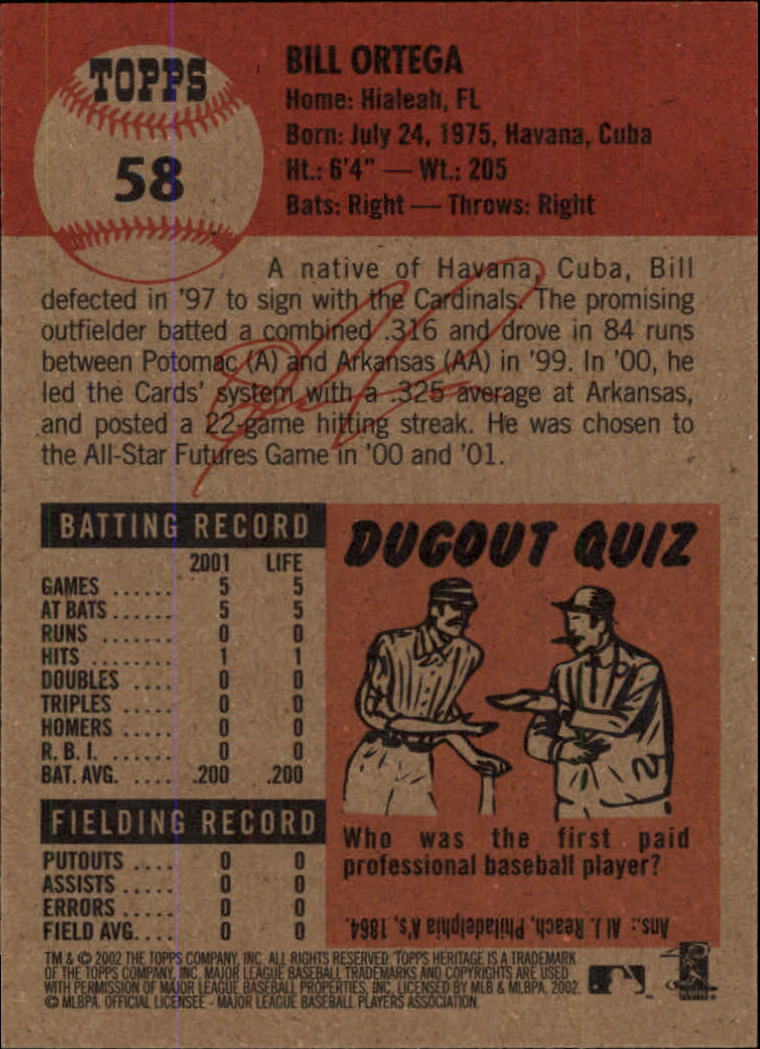 TOPPS
58
BILL ORTEGA
Home: Hialeah, FL
Born: July 24, 1975, Havana, Cuba
Ht.: 6'4" — Wt.: 205
Bats: Right — Throws: Right
A native of Havana, Cuba, Bill
defected in '97 to sign with the Cardinals. The promising
outfielder batted a combined .316 and drove in 84 runs
between Potomac (A) and Arkansas (AA) in '99. In '00, he
led the Cards' system with a .325 average at Arkansas,
and posted a 22-game hitting streak. He was chosen to
the All-Star Futures Game in '00 and '01.
BATTING RECORD
2001 LIFE
GAMES ...... 5 5
AT BATS ...... 5 5
RUNS ....... 0 0
HITS ........ 1 1
DOUBLES .... 0 0
TRIPLES ..... 0 0
HOMERS .... 0 0
R. B. I. ...... 0 0
BAT. AVG. .... .200 .200
FIELDING RECORD
PUTOUTS .... 0 0
ASSISTS ..... 0 0
ERRORS ..... 0 0
FIELD AVG. ... 0 0
DUGOUT QUIZ
Who was the first paid
professional baseball player?
Ans.: Al J. Reach, Philadelphia A's, 1864.
TM & © 2002 THE TOPPS COMPANY, INC. ALL RIGHTS RESERVED. TOPPS HERITAGE IS A TRADEMARK
OF THE TOPPS COMPANY, INC. MAJOR LEAGUE BASEBALL TRADEMARKS AND COPYRIGHTS ARE USED
WITH PERMISSION OF MAJOR LEAGUE BASEBALL PROPERTIES, INC. LICENSED BY MLB & MLBPA, 2002.
© MLBPA. OFFICIAL LICENSEE - MAJOR LEAGUE BASEBALL PLAYERS ASSOCIATION.